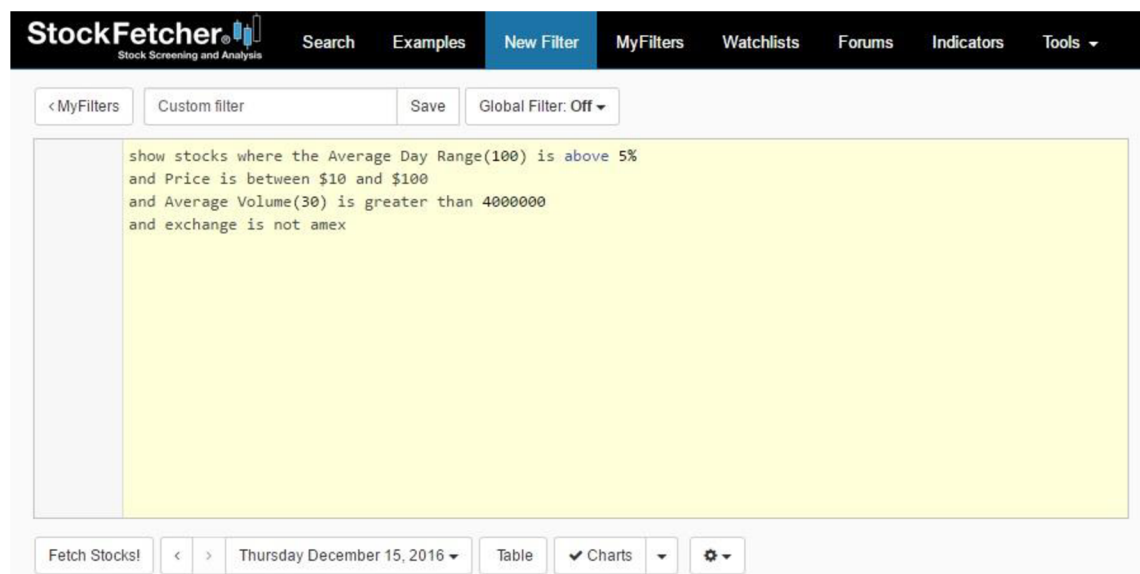 StockFetcher®
Stock Screening and Analysis
Search Examples New Filter MyFilters Watchlists Forums Indicators Tools
<MyFilters Custom filter Save Global Filter: Off
show stocks where the Average Day Range(100) is above 5%
and Price is between $10 and $100
and Average Volume(30) is greater than 4000000
and exchange is not amex
Fetch Stocks! < > Thursday December 15, 2016 Table ✔ Charts